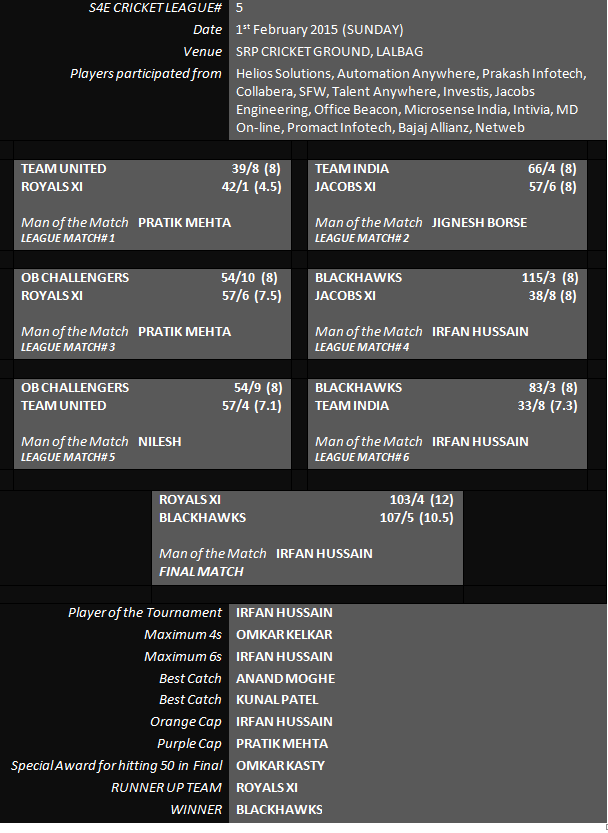 S4E CRICKET LEAGUE# 5
Date 1st February 2015 (SUNDAY)
Venue SRP CRICKET GROUND, LALBAG
Players participated from Helios Solutions, Automation Anywhere, Prakash Infotech,
Collabera, SFW, Talent Anywhere, Investis, Jacobs
Engineering, Office Beacon, Microsense India, Intivia, MD
On-line, Promact Infotech, Bajaj Allianz, Netweb
TEAM UNITED 39/8 (8)
ROYALS XI 42/1 (4.5)
Man of the Match PRATIK MEHTA
LEAGUE MATCH# 1
TEAM INDIA 66/4 (8)
JACOBS XI 57/6 (8)
Man of the Match JIGNESH BORSE
LEAGUE MATCH# 2
OB CHALLENGERS 54/10 (8)
ROYALS XI 57/6 (7.5)
Man of the Match PRATIK MEHTA
LEAGUE MATCH# 3
BLACKHAWKS 115/3 (8)
JACOBS XI 38/8 (8)
Man of the Match IRFAN HUSSAIN
LEAGUE MATCH# 4
OB CHALLENGERS 54/9 (8)
TEAM UNITED 57/4 (7.1)
Man of the Match NILESH
LEAGUE MATCH# 5
BLACKHAWKS 83/3 (8)
TEAM INDIA 33/8 (7.3)
Man of the Match IRFAN HUSSAIN
LEAGUE MATCH# 6
ROYALS XI 103/4 (12)
BLACKHAWKS 107/5 (10.5)
Man of the Match IRFAN HUSSAIN
FINAL MATCH
Player of the Tournament IRFAN HUSSAIN
Maximum 4s OMKAR KELKAR
Maximum 6s IRFAN HUSSAIN
Best Catch ANAND MOGHE
Best Catch KUNAL PATEL
Orange Cap IRFAN HUSSAIN
Purple Cap PRATIK MEHTA
Special Award for hitting 50 in Final OMKAR KASTY
RUNNER UP TEAM ROYALS XI
WINNER BLACKHAWKS